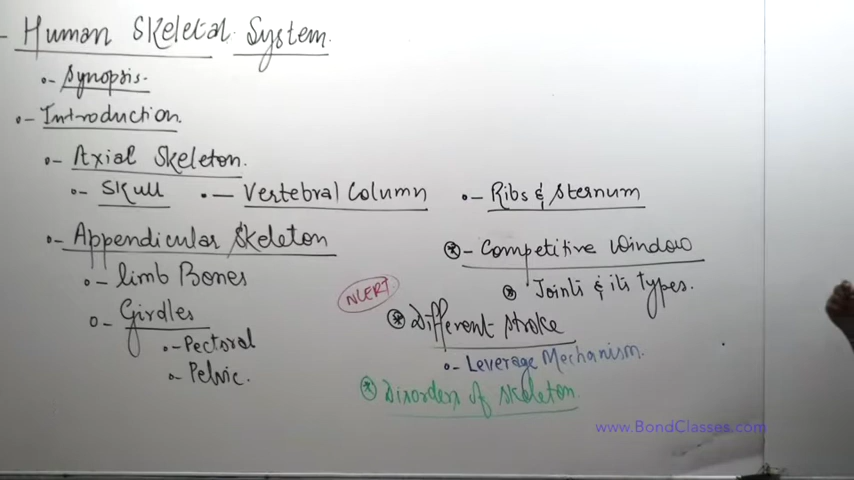 Human Skeletal System
Synopsis
Introduction
Axial Skeleton
Skull Vertebral Column Ribs & Sternum
Appendicular Skeleton
limb Bones
Girdles
Pectoral
Pelvic.
Competitive Window
Joints & its types.
NCERT
Different stroke
Leverage Mechanism.
Disorders of skeleton
www.BondClasses.com